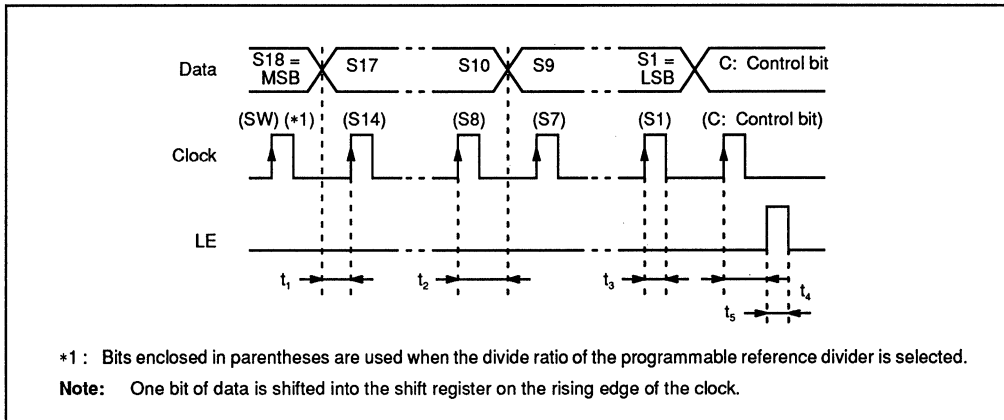 Data S18 = MSB S17 S10 S9 S1 = LSB C: Control bit
(SW) (*1) (S14) (S8) (S7) (S1) (C: Control bit)
Clock
LE
t1 t2 t3 t4
t5
*1 : Bits enclosed in parentheses are used when the divide ratio of the programmable reference divider is selected.
Note: One bit of data is shifted into the shift register on the rising edge of the clock.